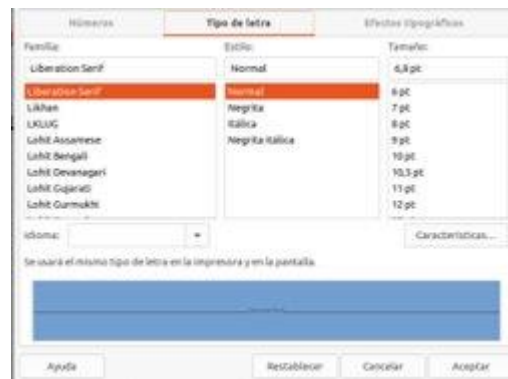 Números Tipo de letra Efectos tipográficos
Familia: Estilo: Tamaño:
Liberation Serif Normal 6,8 pt
Liberation Serif Normal 6 pt
Likhan Negrita 7 pt
LKLUG Itálica 8 pt
Lohit Assamese Negrita Itálica 9 pt
Lohit Bengali 10 pt
Lohit Devanagari 10,5 pt
Lohit Gujarati 11 pt
Lohit Gurmukhi 12 pt
Idioma: Características...
Se usará el mismo tipo de letra en la impresora y en la pantalla.
Ayuda Restablecer Cancelar Aceptar